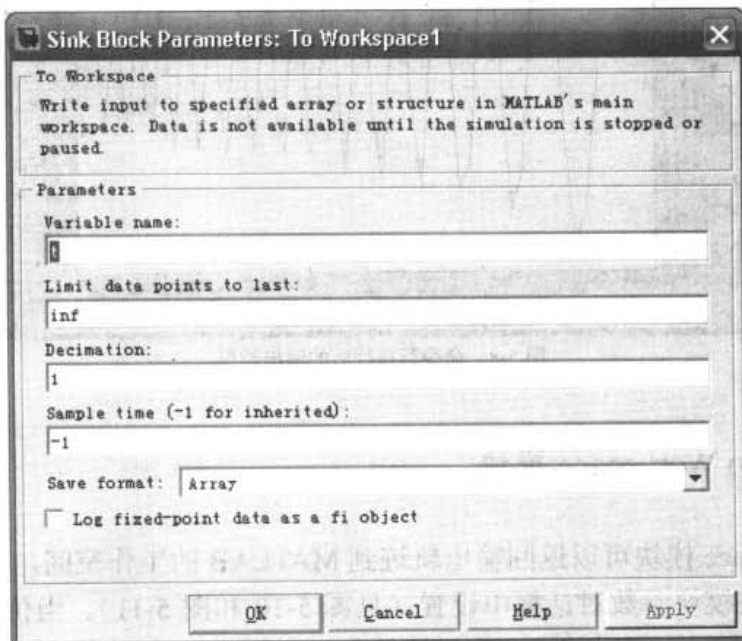 Sink Block Parameters: To Workspace1
To Workspace
Write input to specified array or structure in MATLAB's main
workspace. Data is not available until the simulation is stopped or
paused.
Parameters
Variable name:
t
Limit data points to last:
inf
Decimation:
1
Sample time (-1 for inherited):
-1
Save format: Array
Log fixed-point data as a fi object
OK Cancel Help Apply